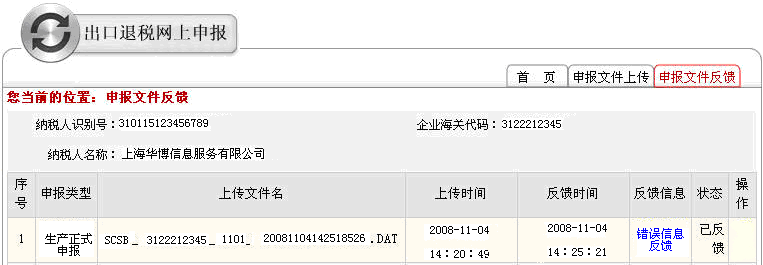 出口退税网上申报
首 页 申报文件上传 申报文件反馈
您当前的位置：申报文件反馈
纳税人识别号：310115123456789 企业海关代码：3122212345
纳税人名称：上海华博信息服务有限公司
序号 申报类型 上传文件名 上传时间 反馈时间 反馈信息 状态 操作
1 生产正式申报 SCSB_ 3122212345_ 1101_ 20081104142518526.DAT 2008-11-04 14:20:49 2008-11-04 14:25:21 错误信息反馈 已反馈